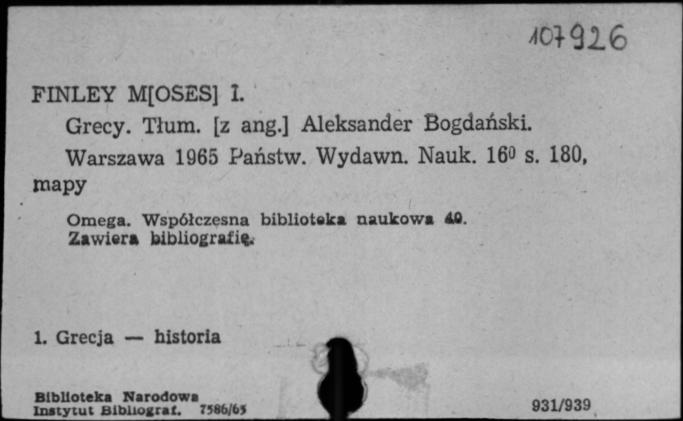 107926
FINLEY M[OSES] I.
Grecy. Tłum. [z ang.] Aleksander Bogdański.
Warszawa 1965 Państw. Wydawn. Nauk. 16⁰ s. 180,
mapy
Omega. Współczesna biblioteka naukowa 40.
Zawiera bibliografię.
1. Grecja — historia
Biblioteka Narodowa
Instytut Bibliograf. 7586/65
931/939